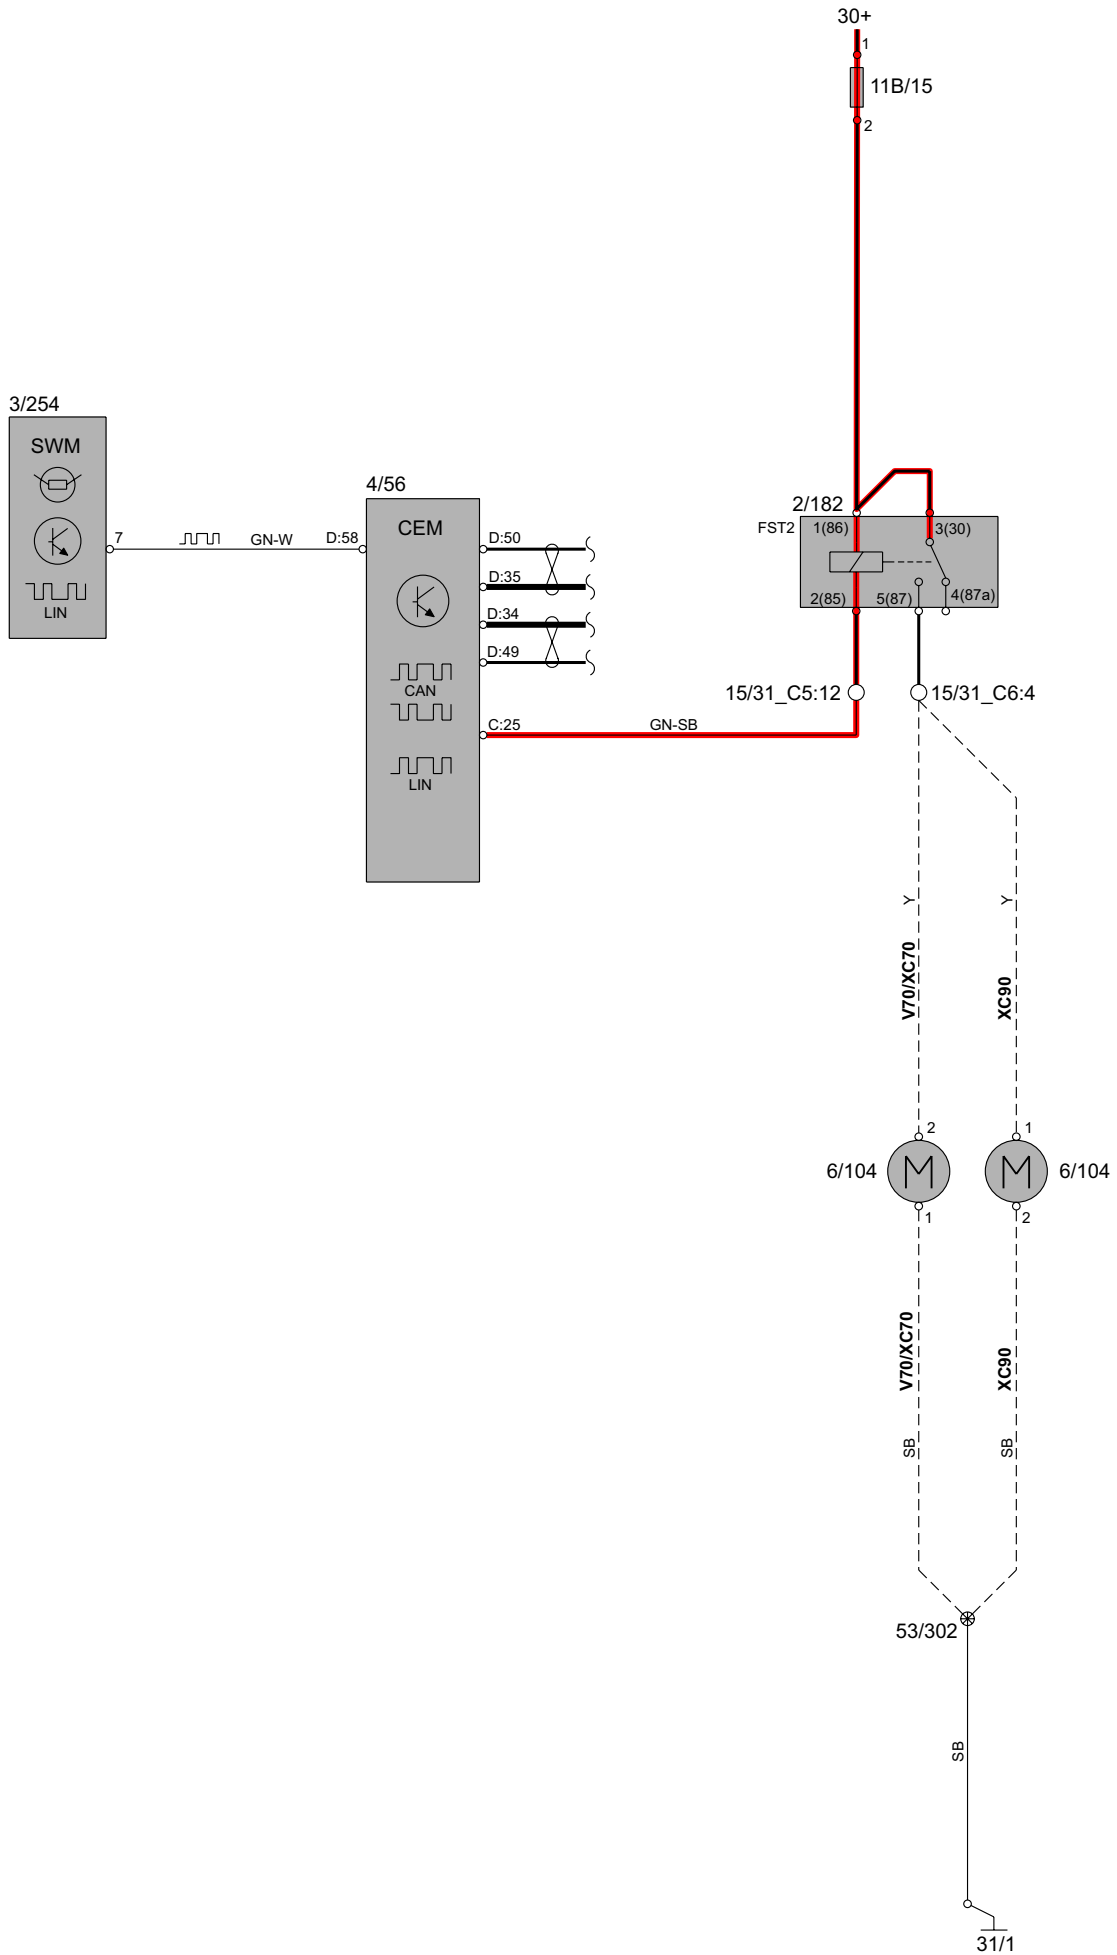 30+
1
11B/15
2
3/254
SWM
LIN
7
GN-W
D:58
4/56
CEM
CAN
LIN
D:50
D:35
D:34
D:49
C:25
GN-SB
2/182
FST2
1(86)
3(30)
2(85)
5(87)
4(87a)
15/31_C5:12
15/31_C6:4
Y
Y
V70/XC70
XC90
2
1
6/104
M
M
6/104
1
2
V70/XC70
XC90
SB
SB
53/302
SB
31/1